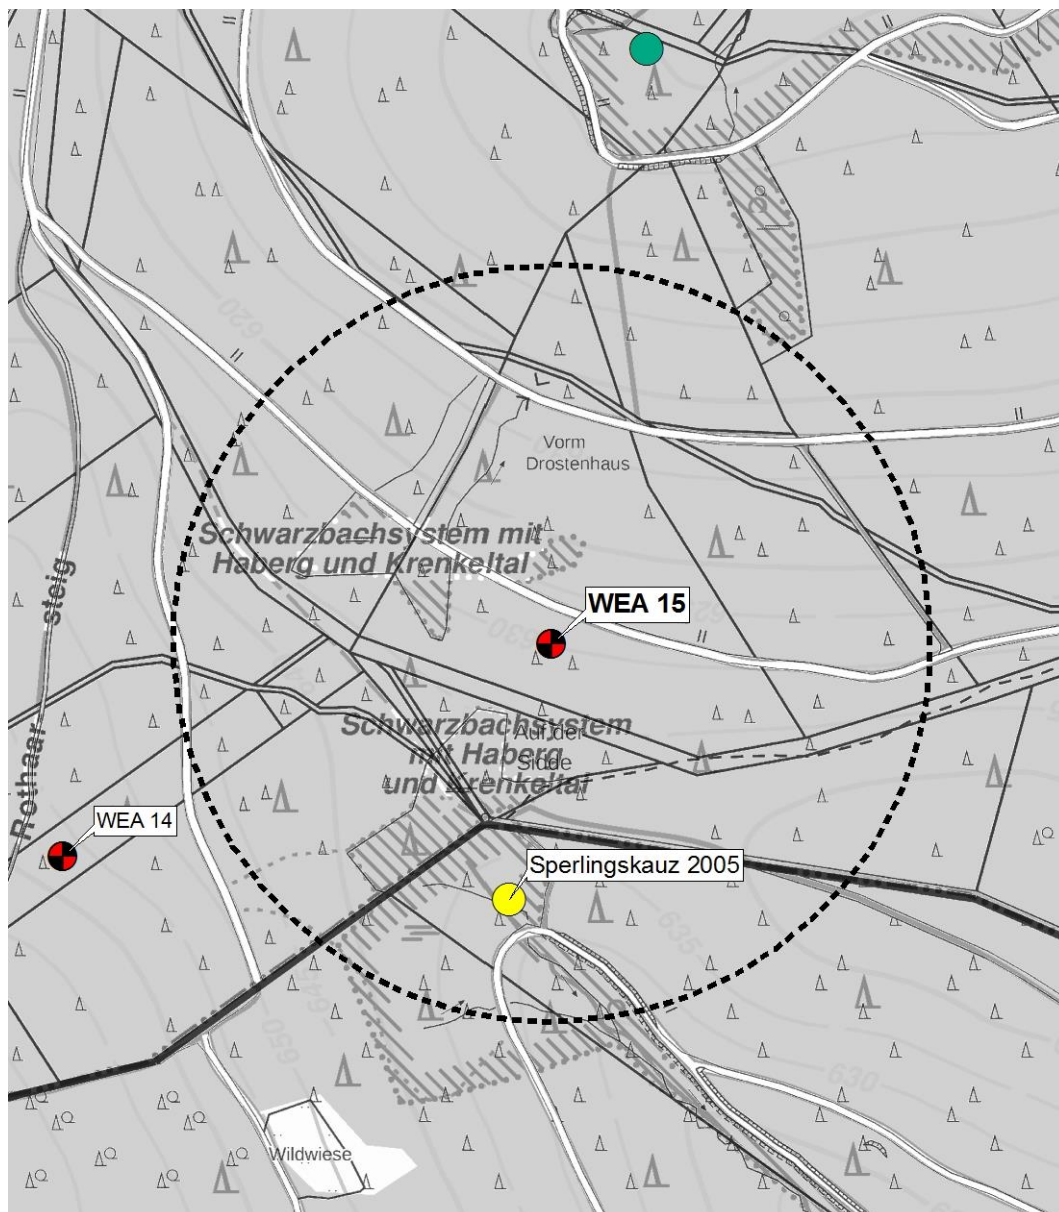 620
Vorm
Drostenhaus
Schwarzbachsystem mit
Haberg und Krenkeltal
Rothaar
steig
WEA 15
630
Schwarzbachsystem
mit Haberg
und Krenkeltal
Auf der
Sidde
WEA 14
Sperlingskauz 2005
635
645
650
630
Wildwiese